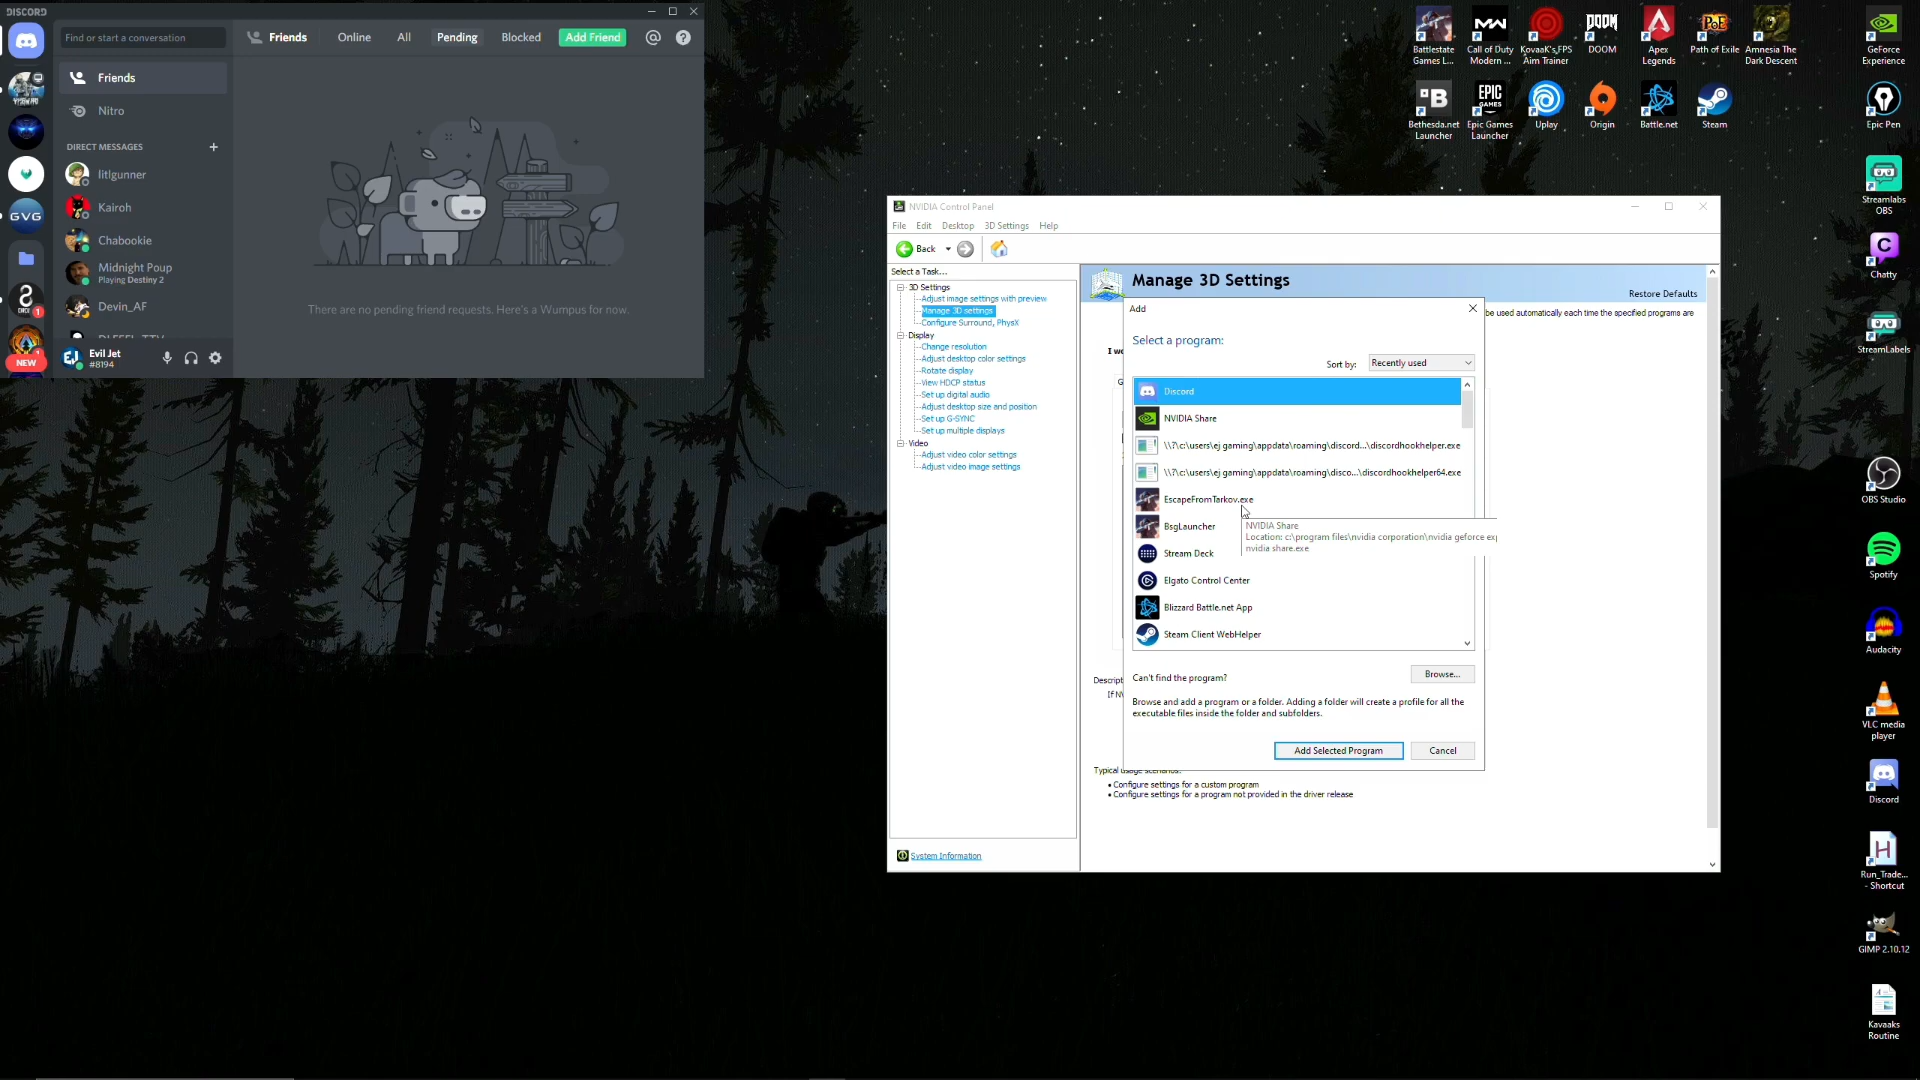 DISCORD
Find or start a conversation
Friends
Online
All
Pending
Blocked
Add Friend
Friends
Nitro
DIRECT MESSAGES
litlgunner
Kairoh
Chabookie
Midnight Poup
Playing Destiny 2
Devin_AF
GVG
1
NEW
Evil Jet
#8194
There are no pending friend requests. Here's a Wumpus for now.
Battlestate
Games L...
Call of Duty
Modern ...
KovaaK's FPS
Aim Trainer
DOOM
Apex
Legends
Path of Exile
Amnesia The
Dark Descent
GeForce
Experience
Bethesda.net
Launcher
Epic Games
Launcher
Uplay
Origin
Battle.net
Steam
Epic Pen
Streamlabs
OBS
Chatty
StreamLabels
OBS Studio
Spotify
Audacity
VLC media
player
Discord
Run_Trade...
- Shortcut
GIMP 2.10.12
Kavaaks
Routine
NVIDIA Control Panel
File
Edit
Desktop
3D Settings
Help
Back
Select a Task...
3D Settings
Adjust image settings with preview
Manage 3D settings
Configure Surround, PhysX
Display
Change resolution
Adjust desktop color settings
Rotate display
View HDCP status
Set up digital audio
Adjust desktop size and position
Set up G-SYNC
Set up multiple displays
Video
Adjust video color settings
Adjust video image settings
System Information
Manage 3D Settings
Restore Defaults
be used automatically each time the specified programs are
I wo
Add
Select a program:
Sort by:
Recently used
Discord
NVIDIA Share
\\?\c:\users\ej gaming\appdata\roaming\discord...\discordhookhelper.exe
\\?\c:\users\ej gaming\appdata\roaming\disco...\discordhookhelper64.exe
EscapeFromTarkov.exe
BsgLauncher
Stream Deck
Elgato Control Center
Blizzard Battle.net App
Steam Client WebHelper
NVIDIA Share
Location: c:\program files\nvidia corporation\nvidia geforce exp
nvidia share.exe
Can't find the program?
Browse...
Browse and add a program or a folder. Adding a folder will create a profile for all the
executable files inside the folder and subfolders.
Add Selected Program
Cancel
Descript
If NV
Typical usage scenarios:
Configure settings for a custom program
Configure settings for a program not provided in the driver release